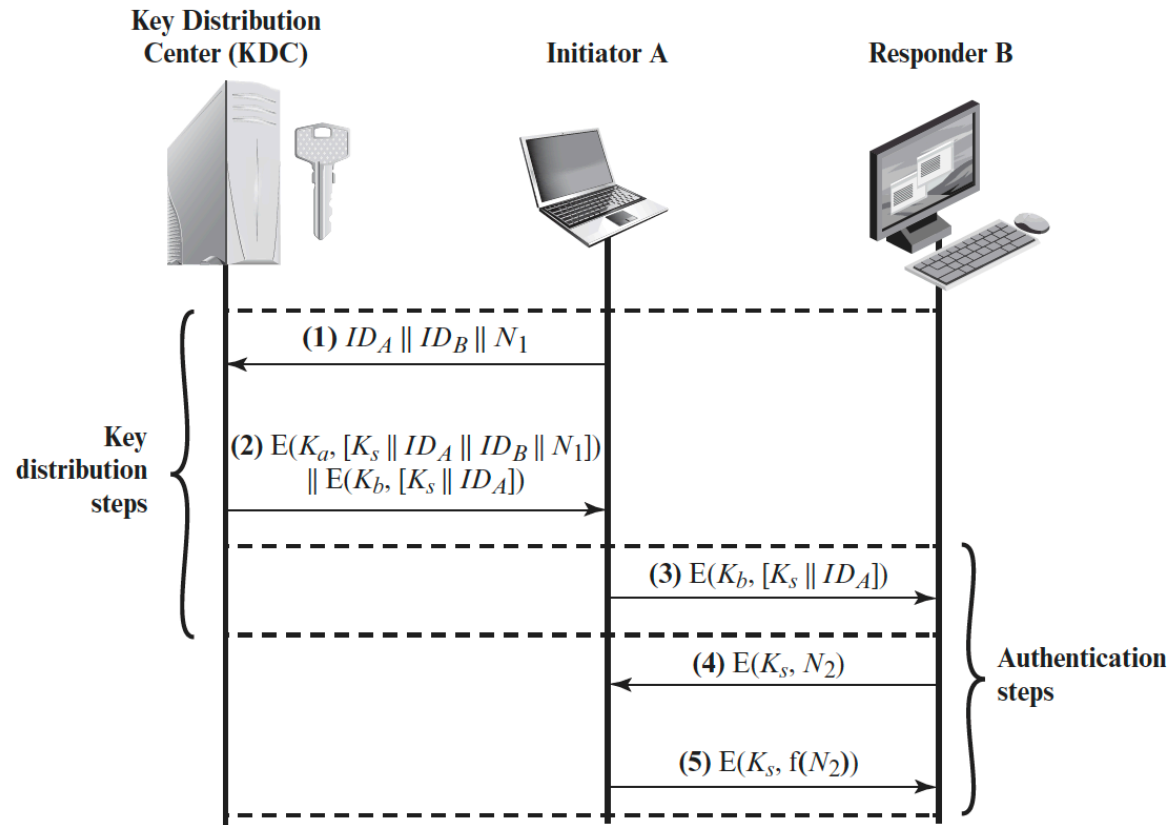 Key Distribution
Center (KDC)
Initiator A
Responder B
(1) ID_A || ID_B || N_1
Key
distribution
steps
(2) E(K_a, [K_s || ID_A || ID_B || N_1])
|| E(K_b, [K_s || ID_A])
(3) E(K_b, [K_s || ID_A])
(4) E(K_s, N_2)
Authentication
steps
(5) E(K_s, f(N_2))